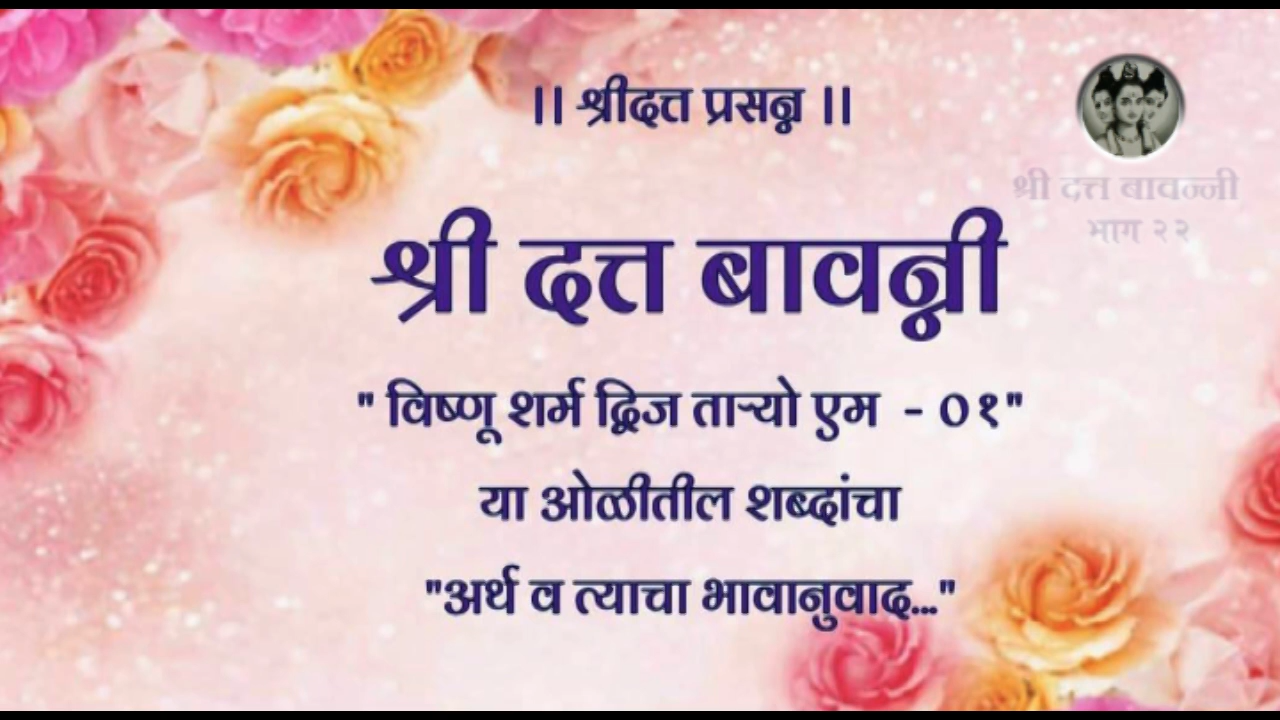 || श्रीदत्त प्रसन्न ||
श्री दत्त बावन्नी
भाग २२
श्री दत्त बावन्नी
" विष्णू शर्म द्विज तार्‍यो एम - ०१"
या ओळीतील शब्दांचा
"अर्थ व त्याचा भावानुवाद..."